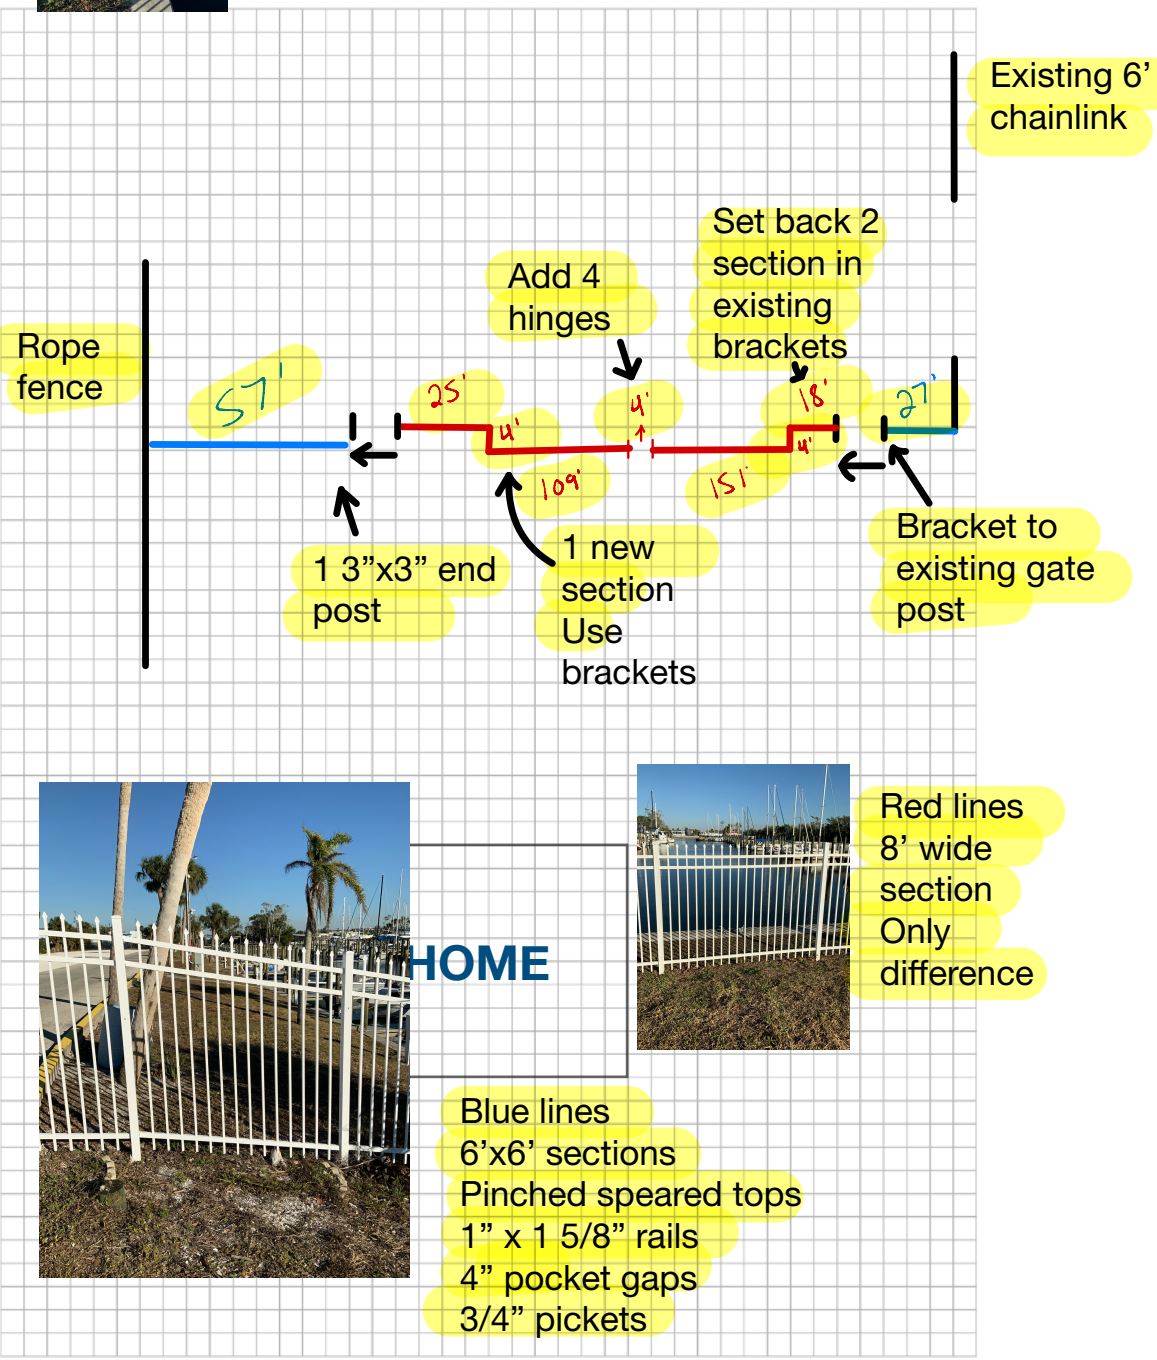 Existing 6’
chainlink
Set back 2
section in
existing
brackets
Add 4
hinges
Rope
fence
57'
25'
4'
4'
18'
27'
4'
109'
151'
1 3”x3” end
post
1 new
section
Use
brackets
Bracket to
existing gate
post
Red lines
8’ wide
section
Only
difference
HOME
Blue lines
6’x6’ sections
Pinched speared tops
1” x 1 5/8” rails
4” pocket gaps
3/4” pickets